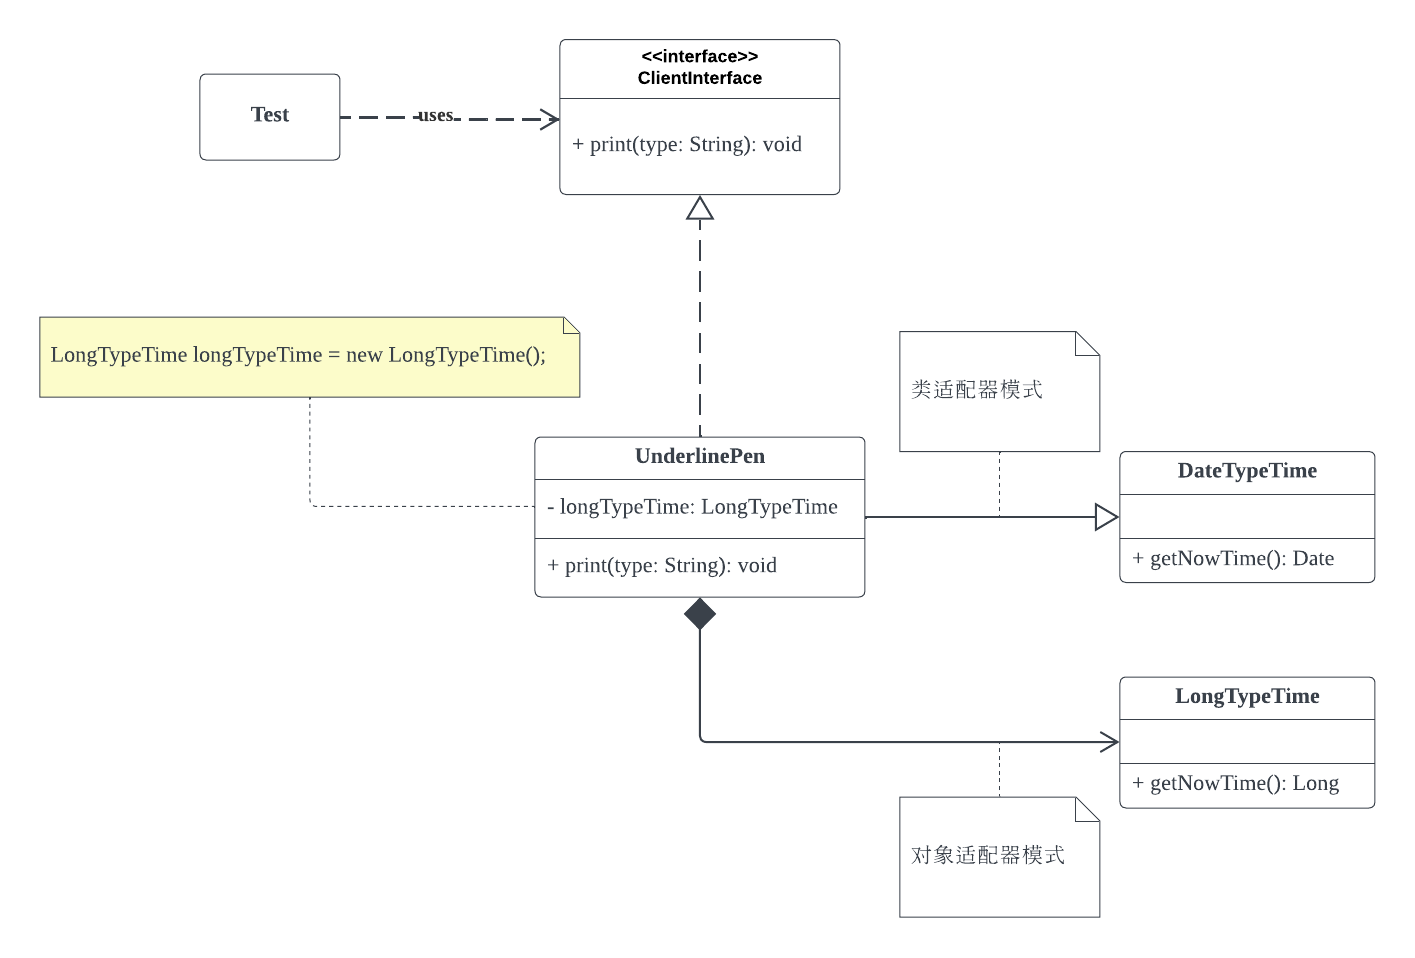 <<interface>>
ClientInterface
Test
uses
+ print(type: String): void
LongTypeTime longTypeTime = new LongTypeTime();
类适配器模式
UnderlinePen
- longTypeTime: LongTypeTime
+ print(type: String): void
DateTypeTime
+ getNowTime(): Date
LongTypeTime
+ getNowTime(): Long
对象适配器模式